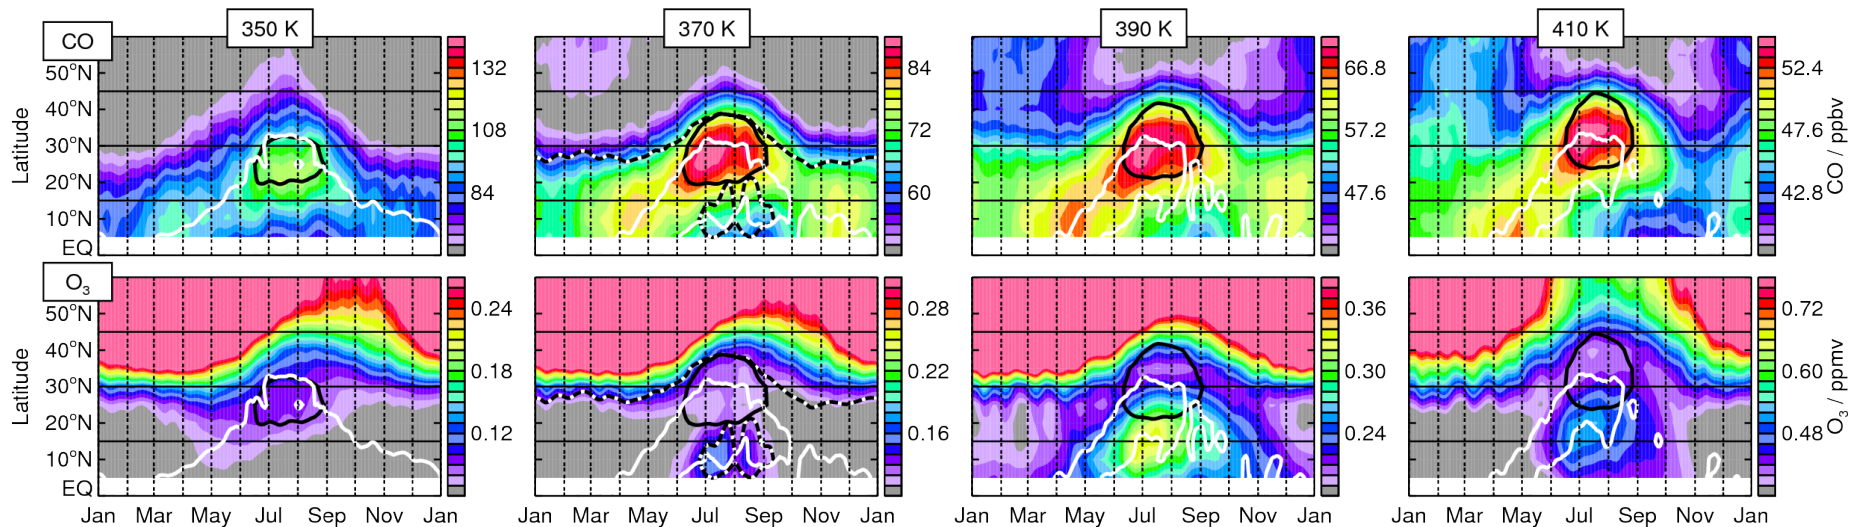 350 K
370 K
390 K
410 K
CO
50°N
40°N
30°N
20°N
10°N
EQ
Latitude
132
108
84
84
72
60
66.8
57.2
47.6
52.4
47.6
42.8
CO / ppbv
O3
50°N
40°N
30°N
20°N
10°N
EQ
Latitude
0.24
0.18
0.12
0.28
0.22
0.16
0.36
0.30
0.24
0.72
0.60
0.48
O3 / ppmv
Jan Mar May Jul Sep Nov Jan
Jan Mar May Jul Sep Nov Jan
Jan Mar May Jul Sep Nov Jan
Jan Mar May Jul Sep Nov Jan